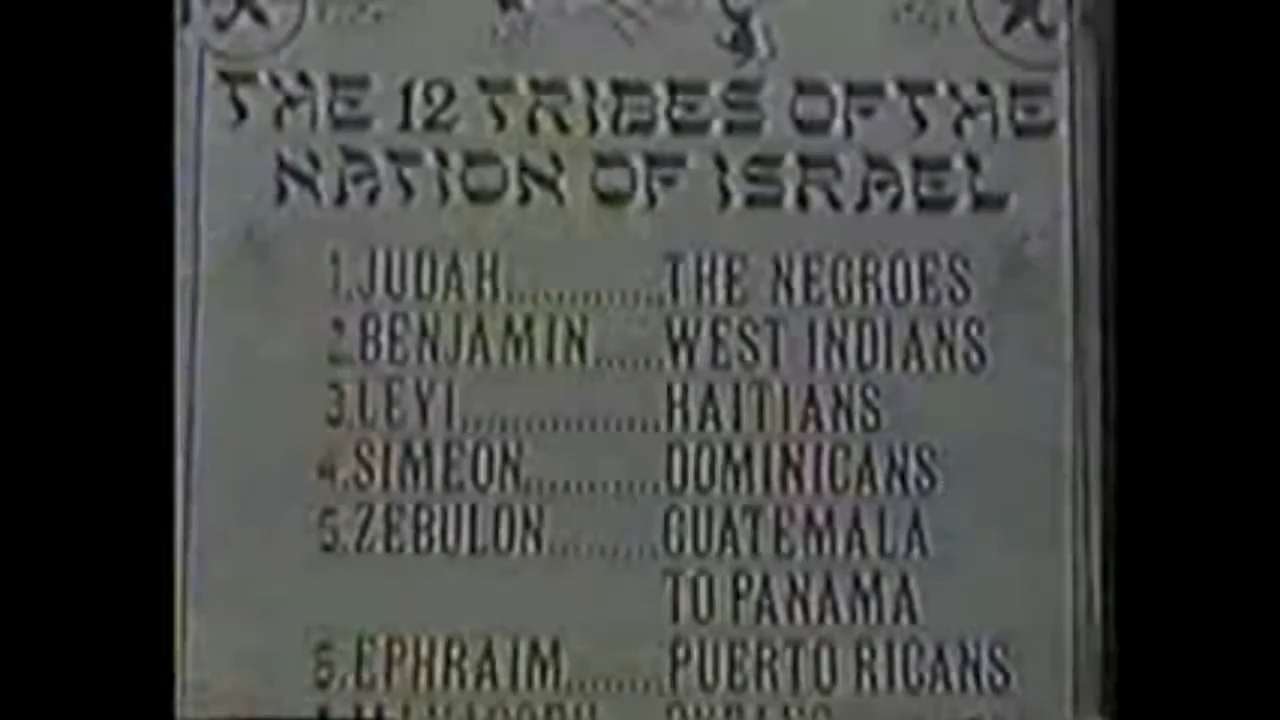 THE 12 TRIBES OF THE
NATION OF ISRAEL
1.JUDAH.............THE NEGROES
2.BENJAMIN......WEST INDIANS
3.LEVI................HAITIANS
4.SIMEON...........DOMINICANS
5.ZEBULON.........GUATEMALA
TO PANAMA
6.EPHRAIM........PUERTO RICANS